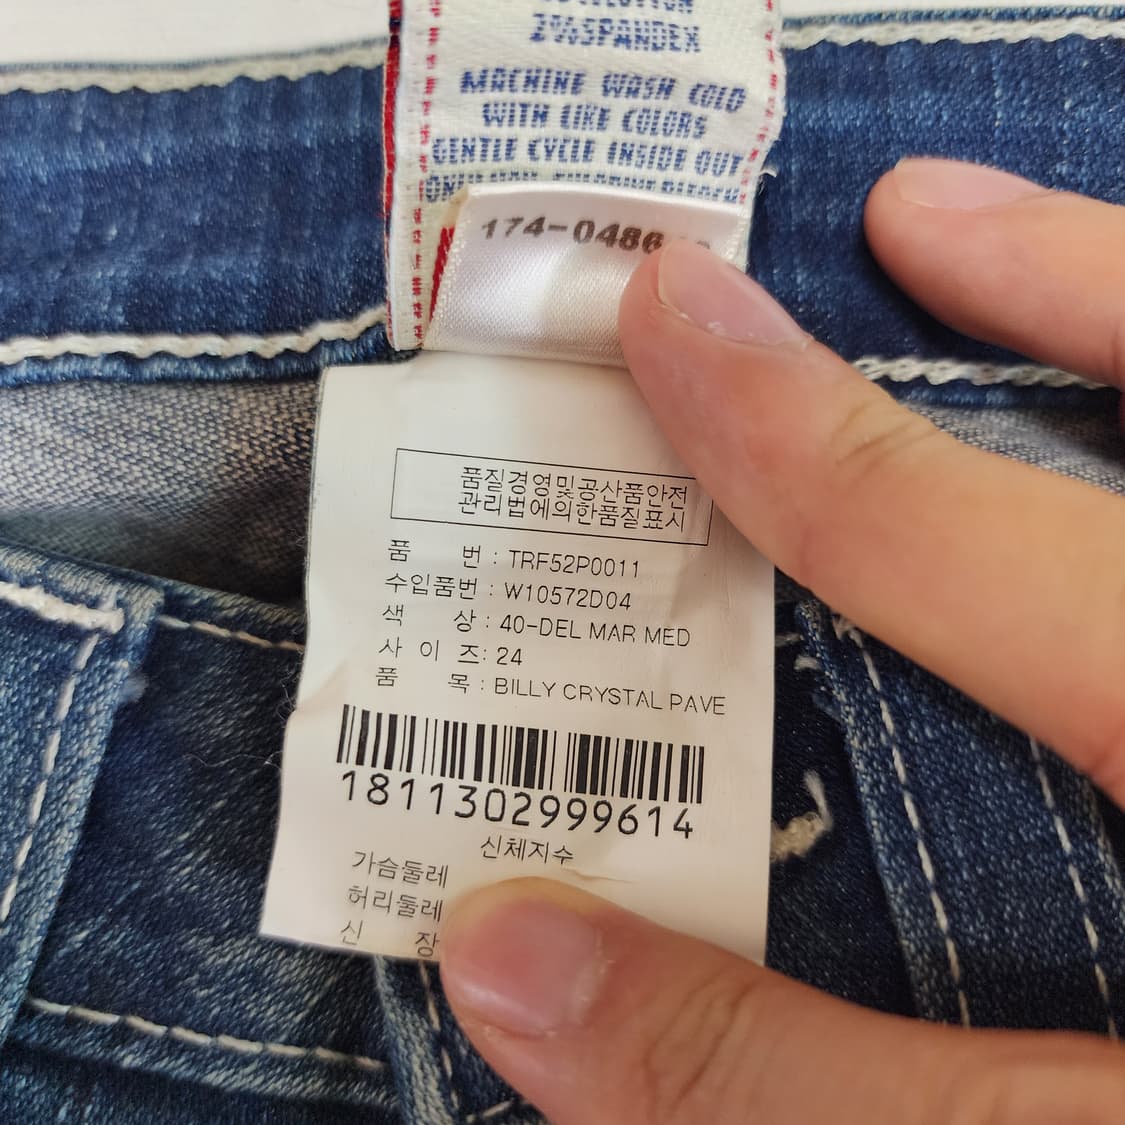 2% SPANDEX
MACHINE WASH COLD
WITH LIKE COLORS
GENTLE CYCLE INSIDE OUT
174-0486
품질경영및공산품안전
관리법에의한품질표시
품 번 : TRF52P0011
수입품번 : W10572D04
색 상 : 40-DEL MAR MED
사 이 즈: 24
품 목 : BILLY CRYSTAL PAVE
1811302999614
신체지수
가슴둘레
허리둘레
신 장